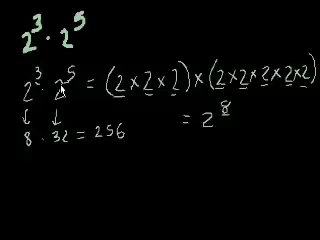 2³ · 2⁵
2³ · 2⁵ = (2 × 2 × 2) × (2 × 2 × 2 × 2 × 2)
↓ ↓ = 2⁸
8 · 32 = 256